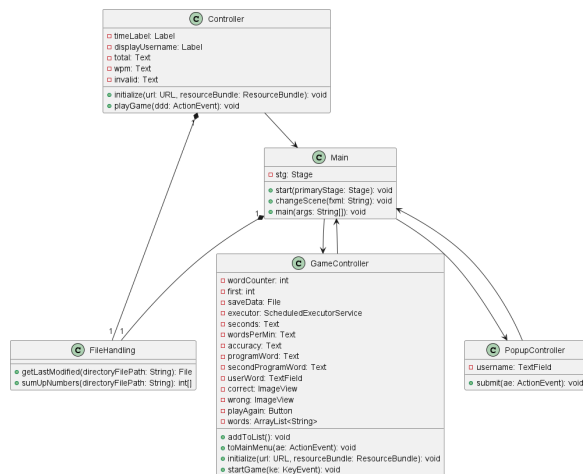 C Controller
timeLabel: Label
displayUsername: Label
total: Text
wpm: Text
invalid: Text
initialize(url: URL, resourceBundle: ResourceBundle): void
playGame(ddd: ActionEvent): void
1
C Main
stg: Stage
start(primaryStage: Stage): void
changeScene(fxml: String): void
main(args: String[]): void
1
C GameController
wordCounter: int
first: int
saveData: File
executor: ScheduledExecutorService
seconds: Text
wordsPerMin: Text
accuracy: Text
programWord: Text
secondProgramWord: Text
userWord: TextField
correct: ImageView
wrong: ImageView
playAgain: Button
words: ArrayList<String>
addToList(): void
toMainMenu(ae: ActionEvent): void
initialize(url: URL, resourceBundle: ResourceBundle): void
startGame(ke: KeyEvent): void
1 1
C FileHandling
getLastModified(directoryFilePath: String): File
sumUpNumbers(directoryFilePath: String): int[]
C PopupController
username: TextField
submit(ae: ActionEvent): void